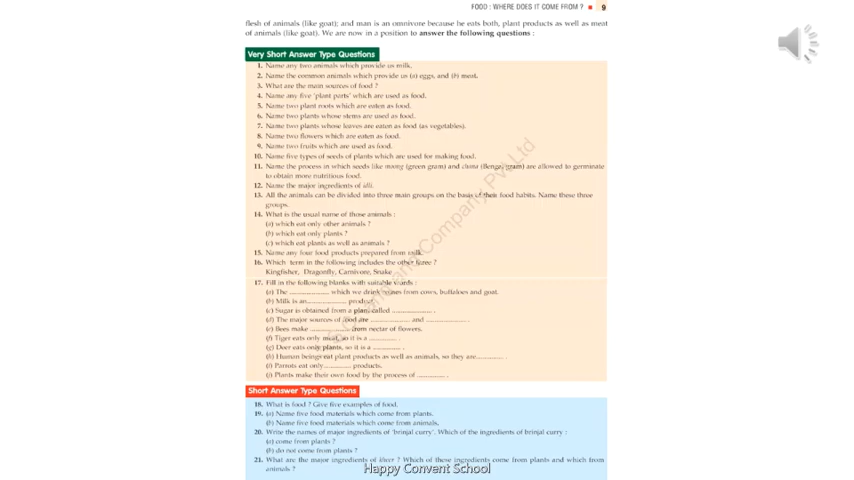 FOOD : WHERE DOES IT COME FROM ? ■ 9
flesh of animals (like goat); and man is an omnivore because he eats both, plant products as well as meat
of animals (like goat). We are now in a position to answer the following questions :
Very Short Answer Type Questions
1. Name any two animals which provide us milk.
2. Name the common animals which provide us (a) eggs, and (b) meat.
3. What are the main sources of food ?
4. Name any five 'plant parts' which are used as food.
5. Name two plant roots which are eaten as food.
6. Name two plants whose stems are used as food.
7. Name two plants whose leaves are eaten as food (as vegetables).
8. Name two flowers which are eaten as food.
9. Name two fruits which are used as food.
10. Name five types of seeds of plants which are used for making food.
11. Name the process in which seeds like moong (green gram) and chana (Bengal gram) are allowed to germinate
to obtain more nutritious food.
12. Name the major ingredients of idli.
13. All the animals can be divided into three main groups on the basis of their food habits. Name these three
groups.
14. What is the usual name of those animals :
(a) which eat only other animals ?
(b) which eat only plants ?
(c) which eat plants as well as animals ?
15. Name any four food products prepared from milk.
16. Which term in the following includes the other three ?
Kingfisher, Dragonfly, Carnivore, Snake
17. Fill in the following blanks with suitable words :
(a) The .................. which we drink comes from cows, buffaloes and goat.
(b) Milk is an.................. product.
(c) Sugar is obtained from a plant called .................. .
(d) The major sources of food are .................. and .................. .
(e) Bees make .................. from nectar of flowers.
(f) Tiger eats only meat, so it is a ............ .
(g) Deer eats only plants, so it is a ............ .
(h) Human beings eat plant products as well as animals, so they are............ .
(i) Parrots eat only............ products.
(j) Plants make their own food by the process of ............ .
Short Answer Type Questions
18. What is food ? Give five examples of food.
19. (a) Name five food materials which come from plants.
(b) Name five food materials which come from animals.
20. Write the names of major ingredients of 'brinjal curry'. Which of the ingredients of brinjal curry :
(a) come from plants ?
(b) do not come from plants ?
21. What are the major ingredients of kheer ? Which of these ingredients come from plants and which from
animals ?
Happy Convent School
Company Pvt Ltd